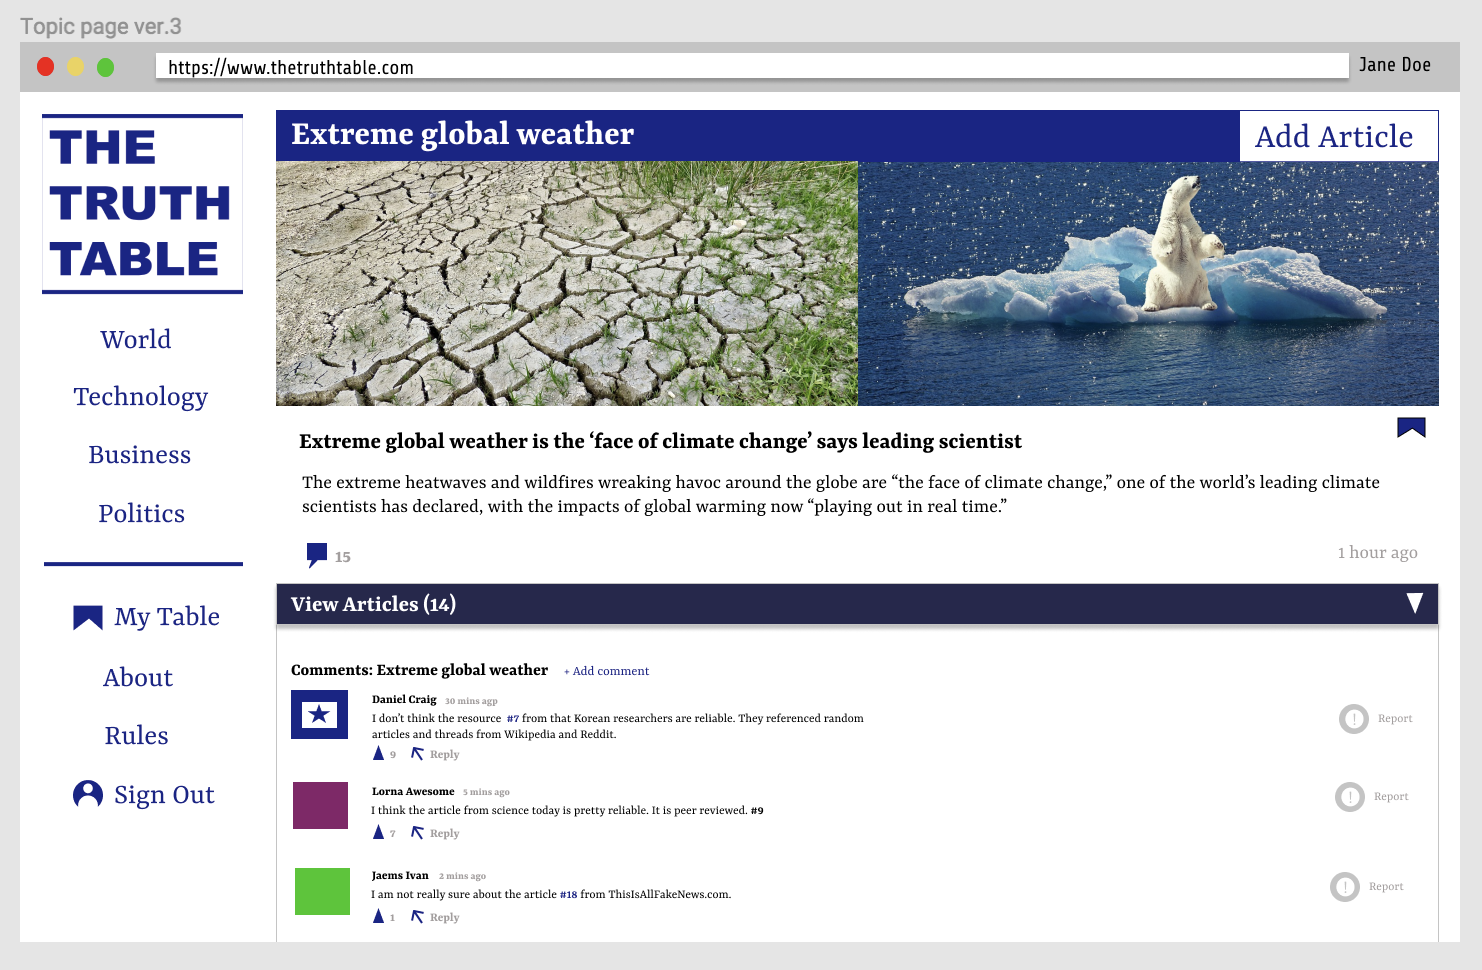 Topic page ver.3
https://www.thetruthtable.com
Jane Doe
THE
TRUTH
TABLE
World
Technology
Business
Politics
My Table
About
Rules
Sign Out
Extreme global weather
Add Article
Extreme global weather is the ‘face of climate change’ says leading scientist
The extreme heatwaves and wildfires wreaking havoc around the globe are “the face of climate change,” one of the world’s leading climate
scientists has declared, with the impacts of global warming now “playing out in real time.”
15
1 hour ago
View Articles (14)
Comments: Extreme global weather + Add comment
Daniel Craig 30 mins agp
I don’t think the resource #7 from that Korean researchers are reliable. They referenced random
articles and threads from Wikipedia and Reddit.
9 Reply
! Report
Lorna Awesome 5 mins ago
I think the article from science today is pretty reliable. It is peer reviewed. #9
7 Reply
! Report
Jaems Ivan 2 mins ago
I am not really sure about the article #18 from ThisIsAllFakeNews.com.
1 Reply
! Report